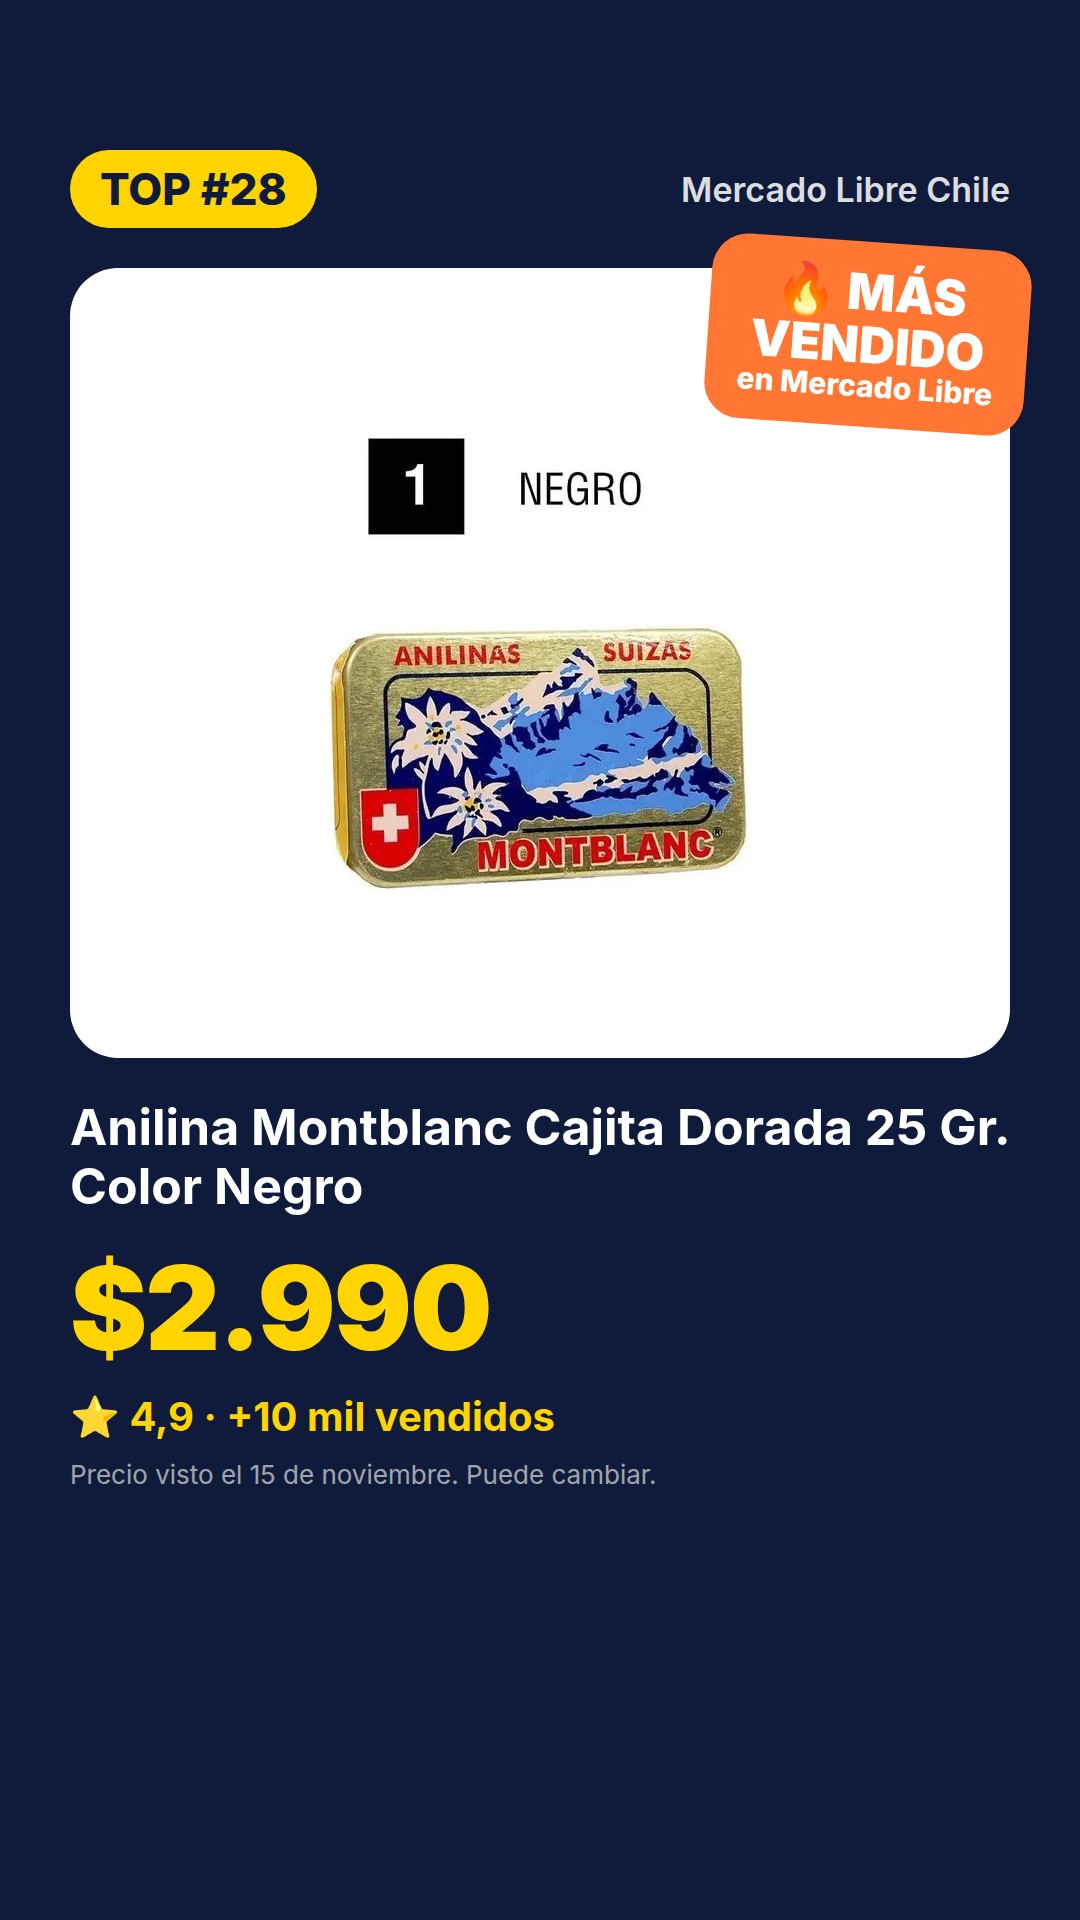 TOP #28
Mercado Libre Chile
🔥 MÁS
VENDIDO
en Mercado Libre
1 NEGRO
ANILINAS SUIZAS
MONTBLANC®
Anilina Montblanc Cajita Dorada 25 Gr.
Color Negro
$2.990
⭐ 4,9 · +10 mil vendidos
Precio visto el 15 de noviembre. Puede cambiar.